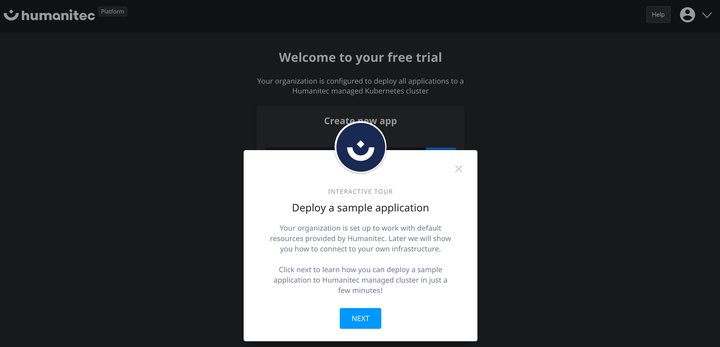 humanitec
Platform
Help
Welcome to your free trial
Your organization is configured to deploy all applications to a
Humanitec managed Kubernetes cluster
Create new app
INTERACTIVE TOUR
Deploy a sample application
Your organization is set up to work with default
resources provided by Humanitec. Later we will show
you how to connect to your own infrastructure.
Click next to learn how you can deploy a sample
application to Humanitec managed cluster in just a
few minutes!
NEXT